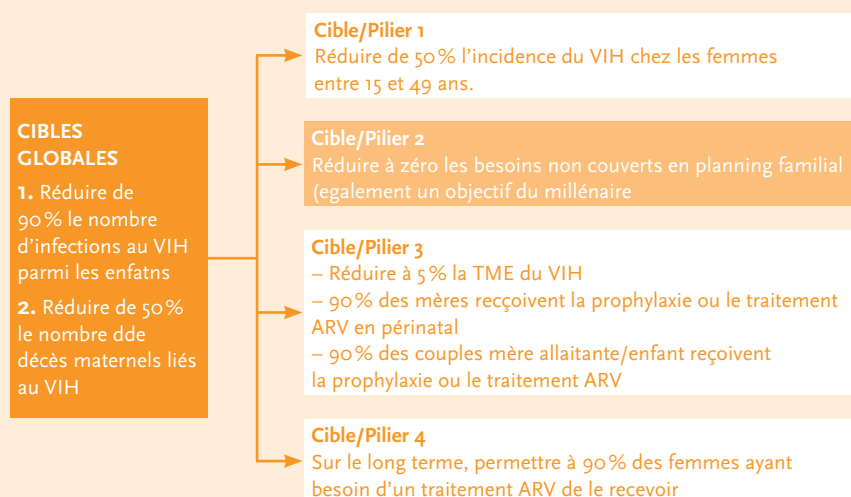 CIBLES
GLOBALES
1. Réduire de
90% le nombre
d'infections au VIH
parmi les enfatns
2. Réduire de 50%
le nombre dde
décès maternels liés
au VIH
Cible/Pilier 1
Réduire de 50% l'incidence du VIH chez les femmes
entre 15 et 49 ans.
Cible/Pilier 2
Réduire à zéro les besoins non couverts en planning familial
(egalement un objectif du millénaire
Cible/Pilier 3
– Réduire à 5% la TME du VIH
– 90% des mères recçoivent la prophylaxie ou le traitement
ARV en périnatal
– 90% des couples mère allaitante/enfant reçoivent
la prophylaxie ou le traitement ARV
Cible/Pilier 4
Sur le long terme, permettre à 90% des femmes ayant
besoin d'un traitement ARV de le recevoir